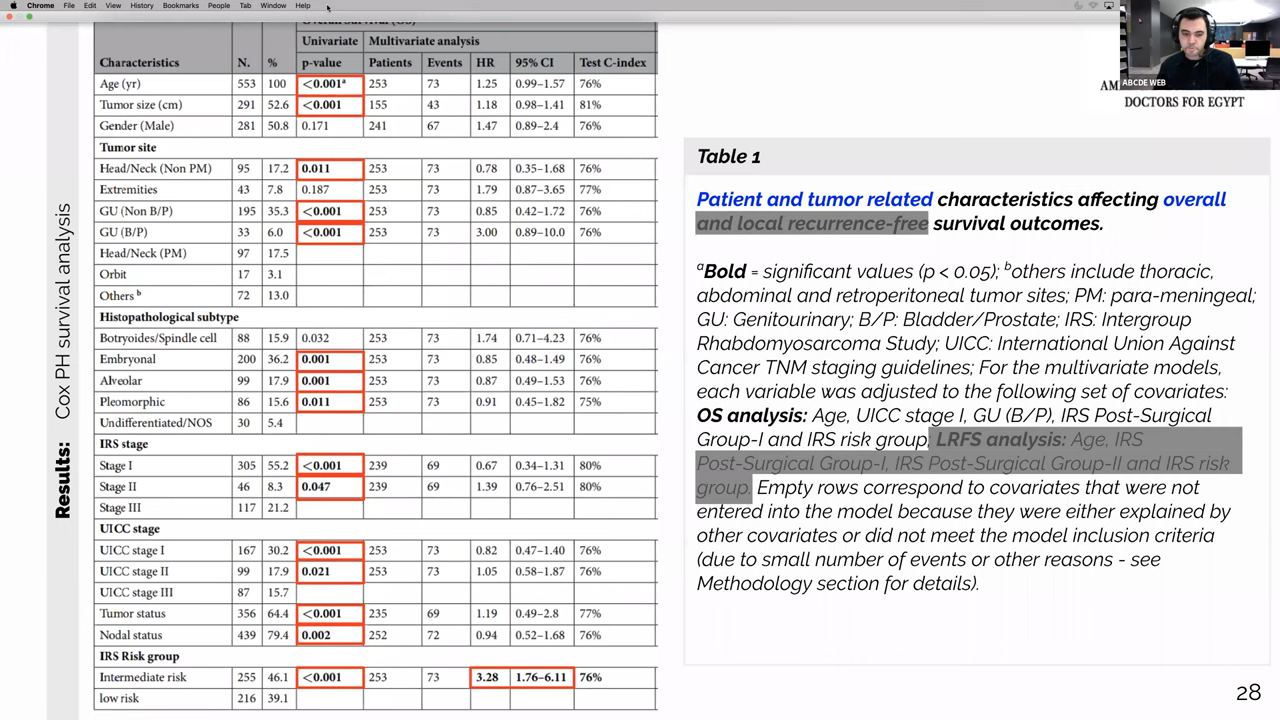 Chrome File Edit View History Bookmarks People Tab Window Help
Overall Survival (OS)
Univariate Multivariate analysis
Characteristics N. % p-value Patients Events HR 95% CI Test C-index
Age (yr) 553 100 <0.001ᵃ 253 73 1.25 0.99–1.57 76%
Tumor size (cm) 291 52.6 <0.001 155 43 1.18 0.98–1.41 81%
Gender (Male) 281 50.8 0.171 241 67 1.47 0.89–2.4 76%
Tumor site
Head/Neck (Non PM) 95 17.2 0.011 253 73 0.78 0.35–1.68 76%
Extremities 43 7.8 0.187 253 73 1.79 0.87–3.65 77%
GU (Non B/P) 195 35.3 <0.001 253 73 0.85 0.42–1.72 76%
GU (B/P) 33 6.0 <0.001 253 73 3.00 0.89–10.0 76%
Head/Neck (PM) 97 17.5
Orbit 17 3.1
Others ᵇ 72 13.0
Histopathological subtype
Botryoides/Spindle cell 88 15.9 0.032 253 73 1.74 0.71–4.23 76%
Embryonal 200 36.2 0.001 253 73 0.85 0.48–1.49 76%
Alveolar 99 17.9 0.001 253 73 0.87 0.49–1.53 76%
Pleomorphic 86 15.6 0.011 253 73 0.91 0.45–1.82 75%
Undifferentiated/NOS 30 5.4
IRS stage
Stage I 305 55.2 <0.001 239 69 0.67 0.34–1.31 80%
Stage II 46 8.3 0.047 239 69 1.39 0.76–2.51 80%
Stage III 117 21.2
UICC stage
UICC stage I 167 30.2 <0.001 253 73 0.82 0.47–1.40 76%
UICC stage II 99 17.9 0.021 253 73 1.05 0.58–1.87 76%
UICC stage III 87 15.7
Tumor status 356 64.4 <0.001 235 69 1.19 0.49–2.8 77%
Nodal status 439 79.4 0.002 252 72 0.94 0.52–1.68 76%
IRS Risk group
Intermediate risk 255 46.1 <0.001 253 73 3.28 1.76–6.11 76%
low risk 216 39.1
Results: Cox PH survival analysis
ABCDE WEB
AM
DOCTORS FOR EGYPT
Table 1
Patient and tumor related characteristics affecting overall
and local recurrence-free survival outcomes.
ᵃBold = significant values (p < 0.05); ᵇothers include thoracic,
abdominal and retroperitoneal tumor sites; PM: para-meningeal;
GU: Genitourinary; B/P: Bladder/Prostate; IRS: Intergroup
Rhabdomyosarcoma Study; UICC: International Union Against
Cancer TNM staging guidelines; For the multivariate models,
each variable was adjusted to the following set of covariates:
OS analysis: Age, UICC stage I, GU (B/P), IRS Post-Surgical
Group-I and IRS risk group. LRFS analysis: Age, IRS
Post-Surgical Group-I, IRS Post-Surgical Group-II and IRS risk
group. Empty rows correspond to covariates that were not
entered into the model because they were either explained by
other covariates or did not meet the model inclusion criteria
(due to small number of events or other reasons - see
Methodology section for details).
28